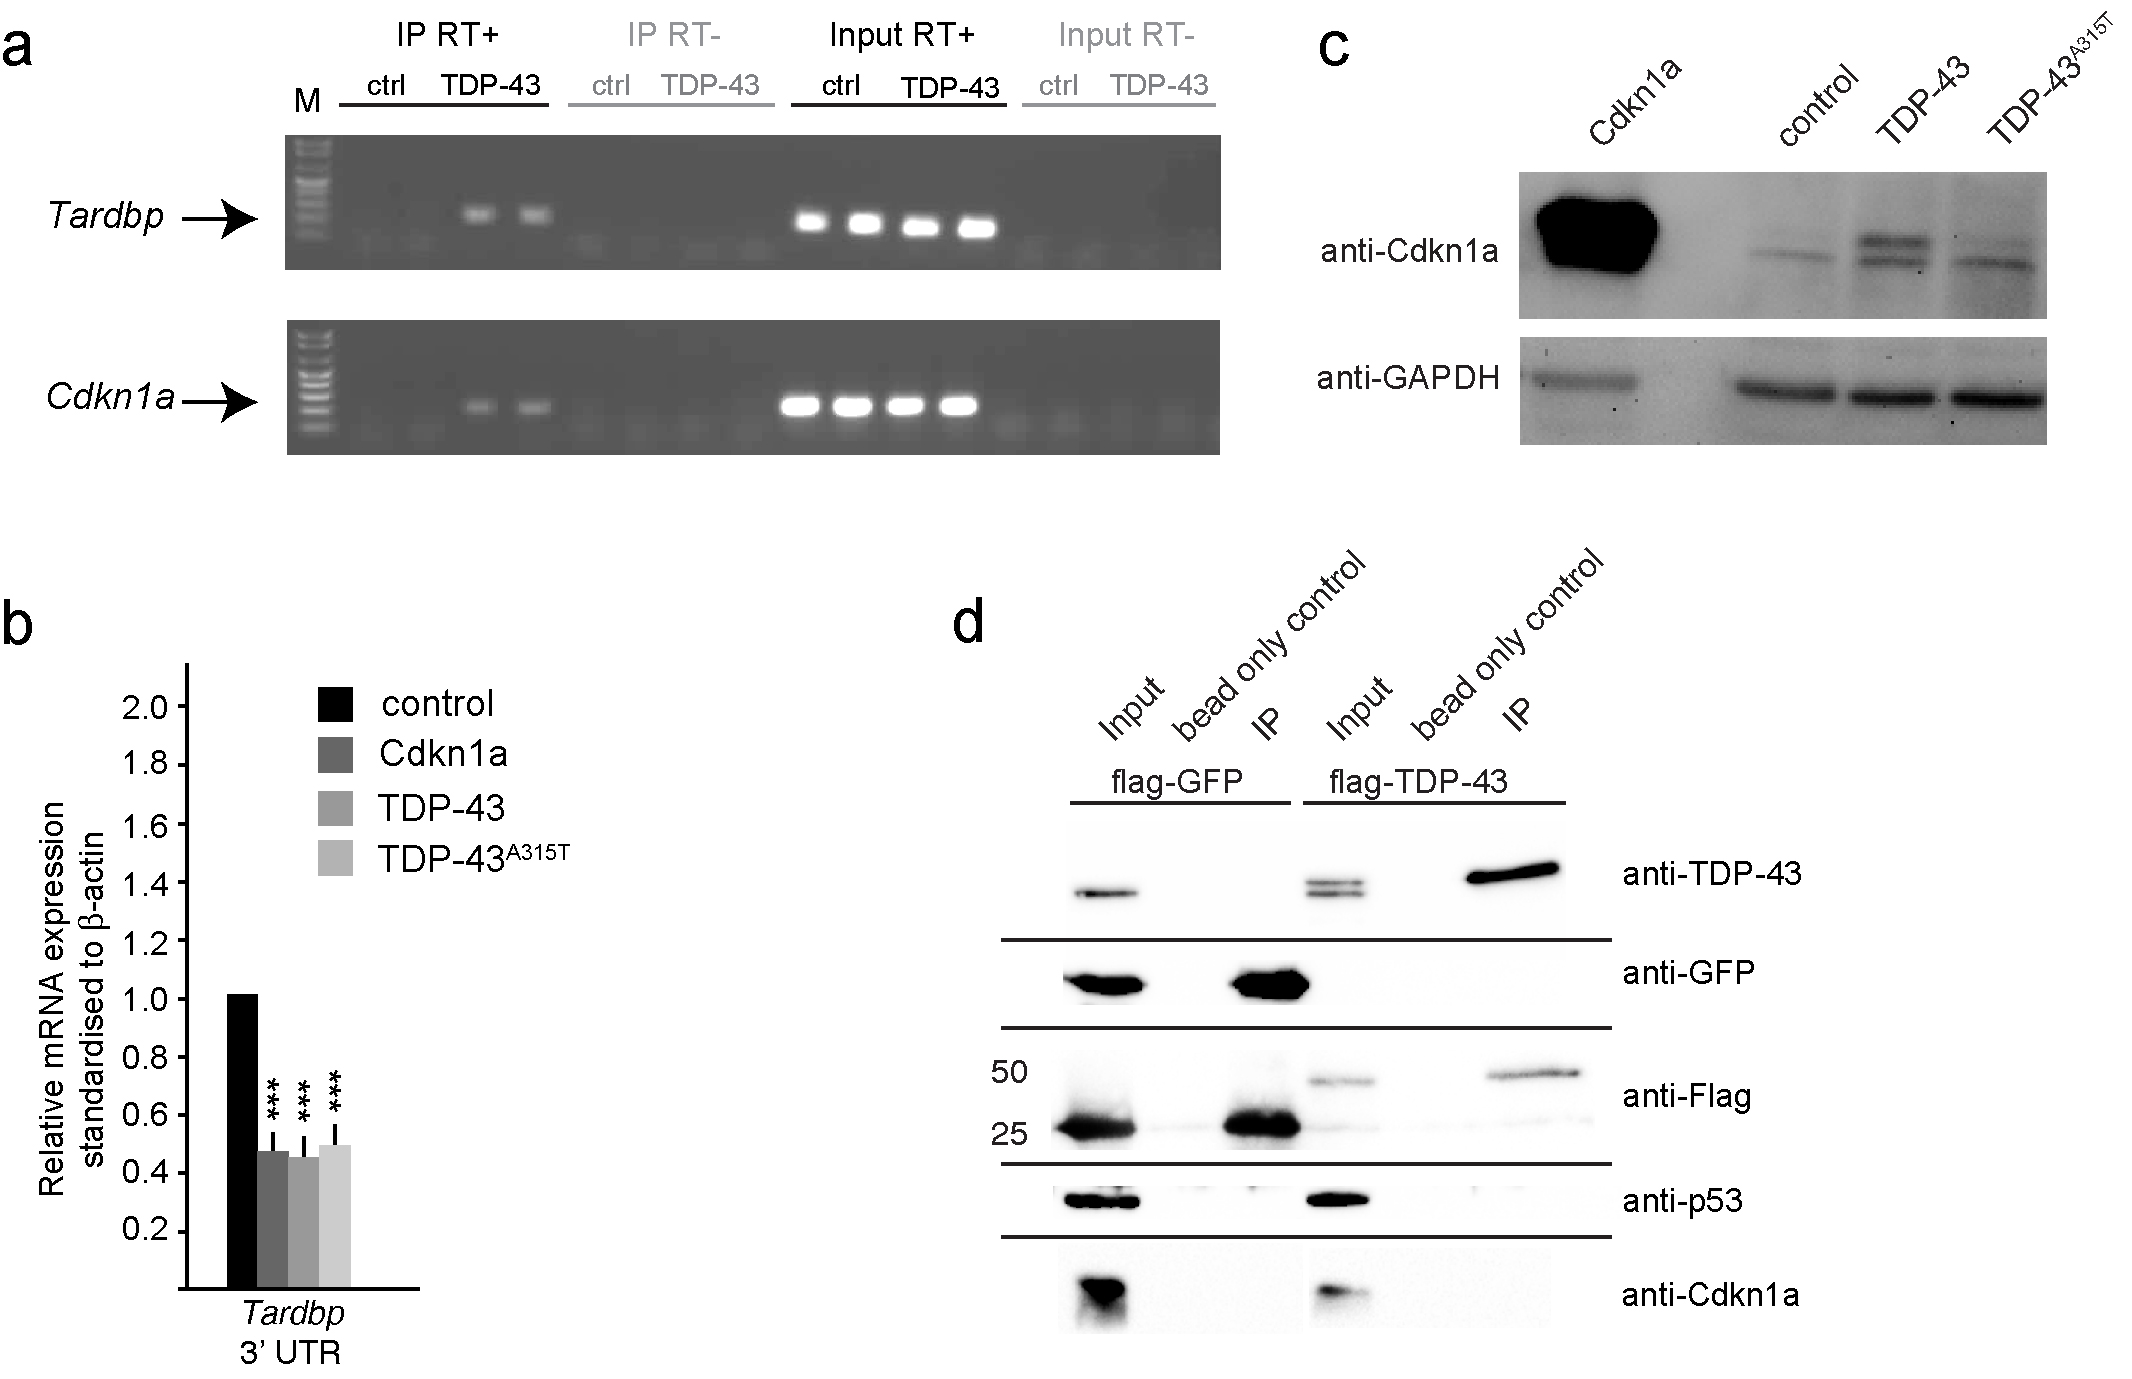 a
IP RT+ IP RT- Input RT+ Input RT-
M ctrl TDP-43 ctrl TDP-43 ctrl TDP-43 ctrl TDP-43
Tardbp
Cdkn1a
c
Cdkn1a control TDP-43 TDP-43A315T
anti-Cdkn1a
anti-GAPDH
b
Relative mRNA expression
standardised to β-actin
2.0
1.8
1.6
1.4
1.2
1.0
0.8
0.6
0.4
0.2
control
Cdkn1a
TDP-43
TDP-43A315T
*** *** ***
Tardbp
3’ UTR
d
Input bead only control IP Input bead only control IP
flag-GFP flag-TDP-43
anti-TDP-43
anti-GFP
50
25
anti-Flag
anti-p53
anti-Cdkn1a